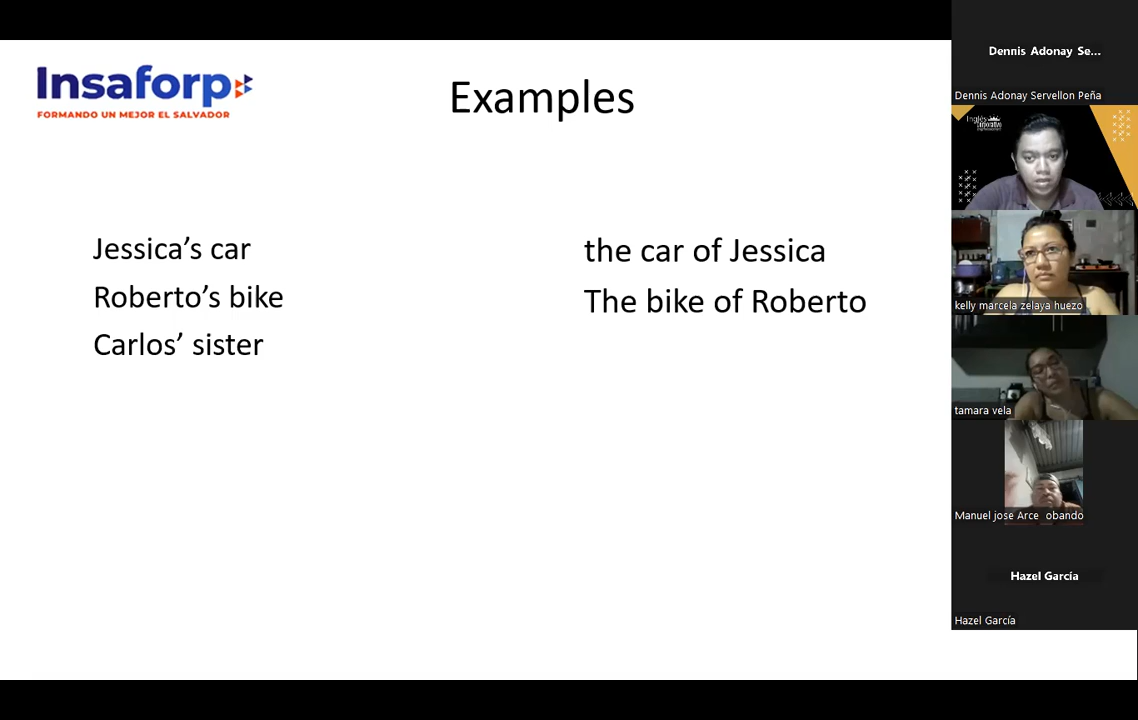 Insaforp
FORMANDO UN MEJOR EL SALVADOR
Examples
Jessica’s car
Roberto’s bike
Carlos’ sister
the car of Jessica
The bike of Roberto
Dennis Adonay Se...
Dennis Adonay Servellon Peña
Inglés
kelly marcela zelaya huezo
tamara vela
Manuel jose Arce obando
Hazel García
Hazel García